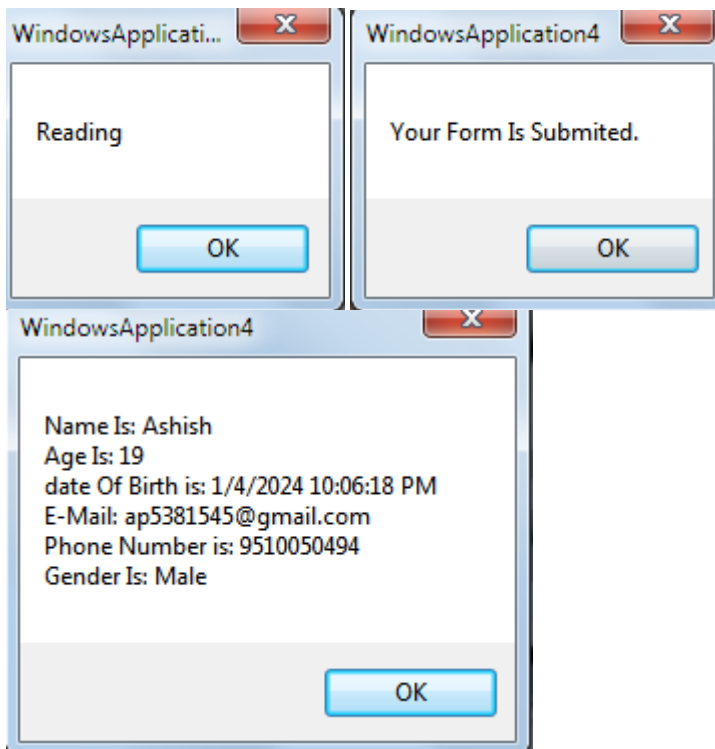 WindowsApplicati...
Reading
OK
WindowsApplication4
Your Form Is Submited.
OK
WindowsApplication4
Name Is: Ashish
Age Is: 19
date Of Birth is: 1/4/2024 10:06:18 PM
E-Mail: ap5381545@gmail.com
Phone Number is: 9510050494
Gender Is: Male
OK